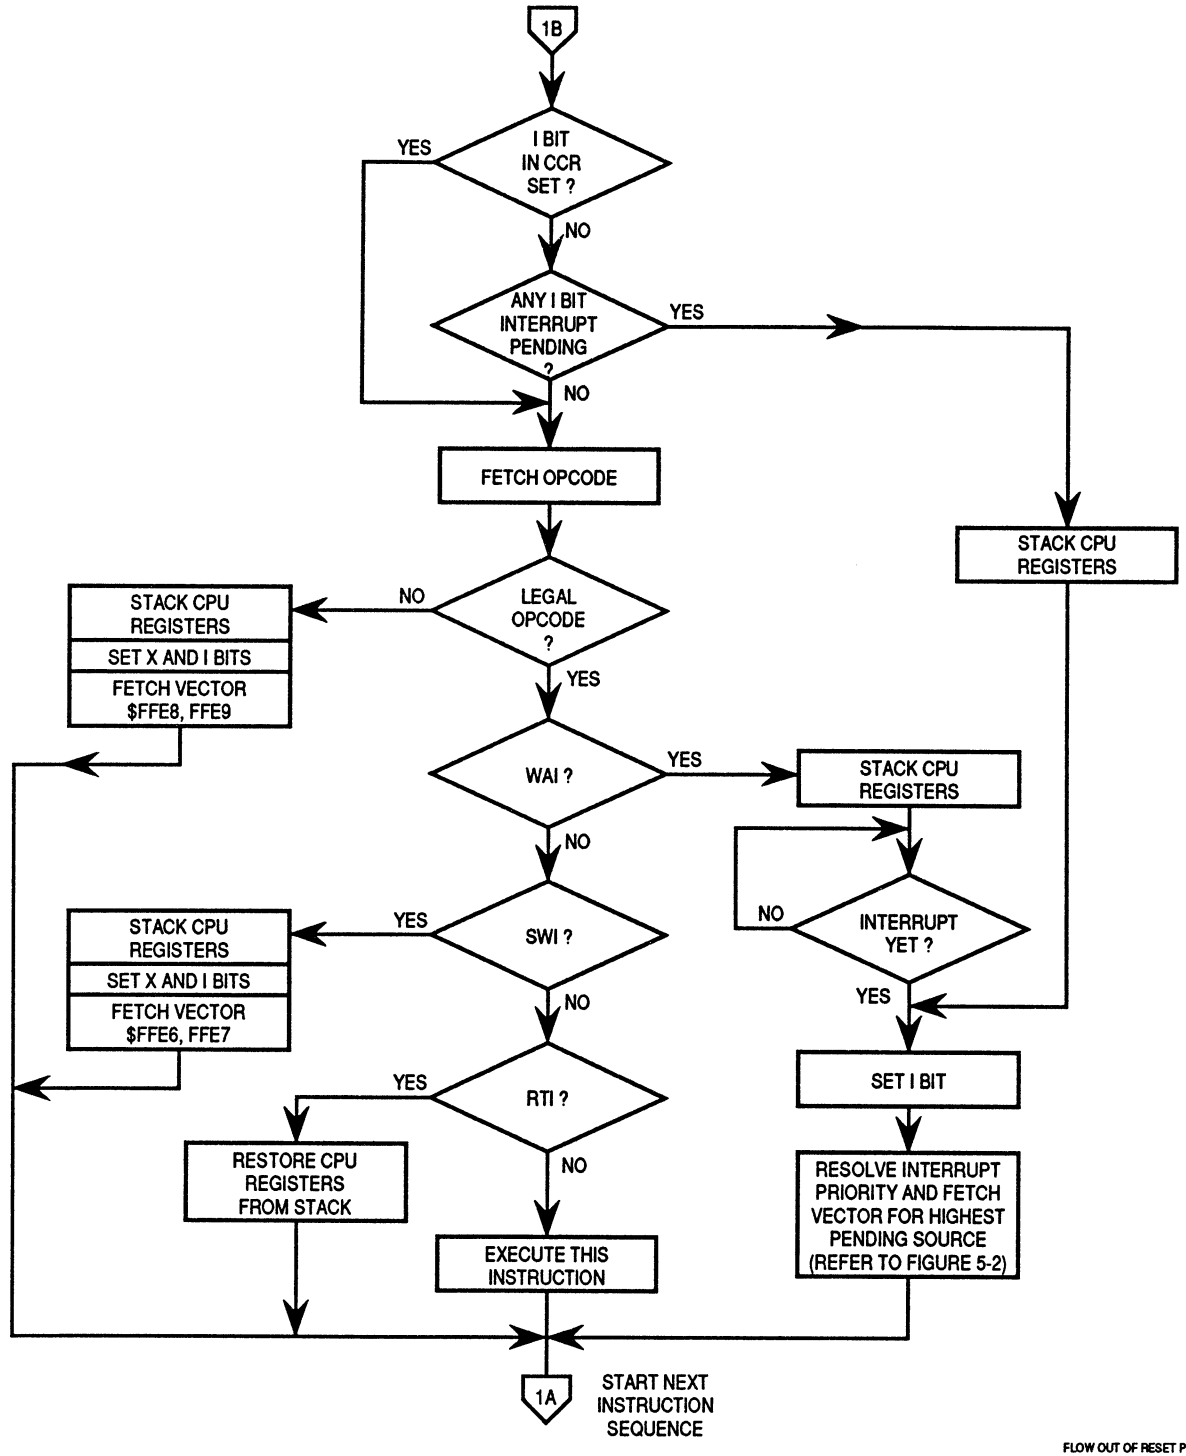 1B
I BIT
IN CCR
SET ?
YES
NO
ANY I BIT
INTERRUPT
PENDING
?
YES
NO
FETCH OPCODE
STACK CPU
REGISTERS
LEGAL
OPCODE
?
NO
STACK CPU
REGISTERS
SET X AND I BITS
FETCH VECTOR
$FFE8, FFE9
YES
WAI ?
YES
STACK CPU
REGISTERS
NO
INTERRUPT
YET ?
NO
YES
SWI ?
YES
STACK CPU
REGISTERS
SET X AND I BITS
FETCH VECTOR
$FFE6, FFE7
NO
SET I BIT
RTI ?
YES
RESTORE CPU
REGISTERS
FROM STACK
NO
RESOLVE INTERRUPT
PRIORITY AND FETCH
VECTOR FOR HIGHEST
PENDING SOURCE
(REFER TO FIGURE 5-2)
EXECUTE THIS
INSTRUCTION
1A
START NEXT
INSTRUCTION
SEQUENCE
FLOW OUT OF RESET P